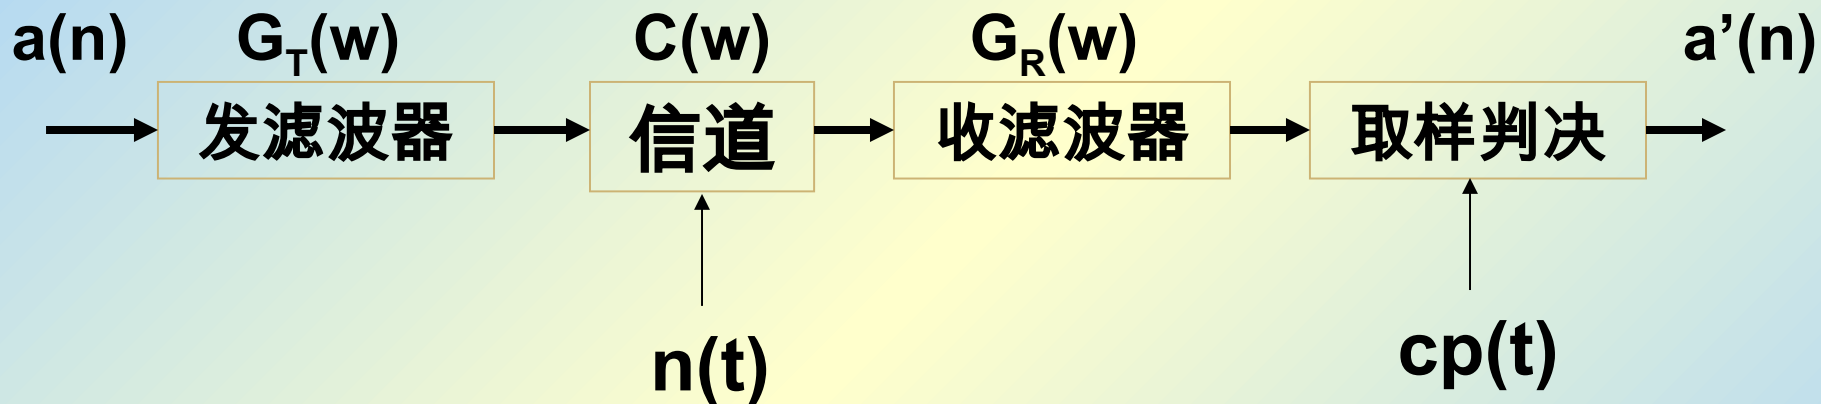 a(n) G_T(w) C(w) G_R(w) a’(n)
发滤波器 信道 收滤波器 取样判决
n(t) cp(t)